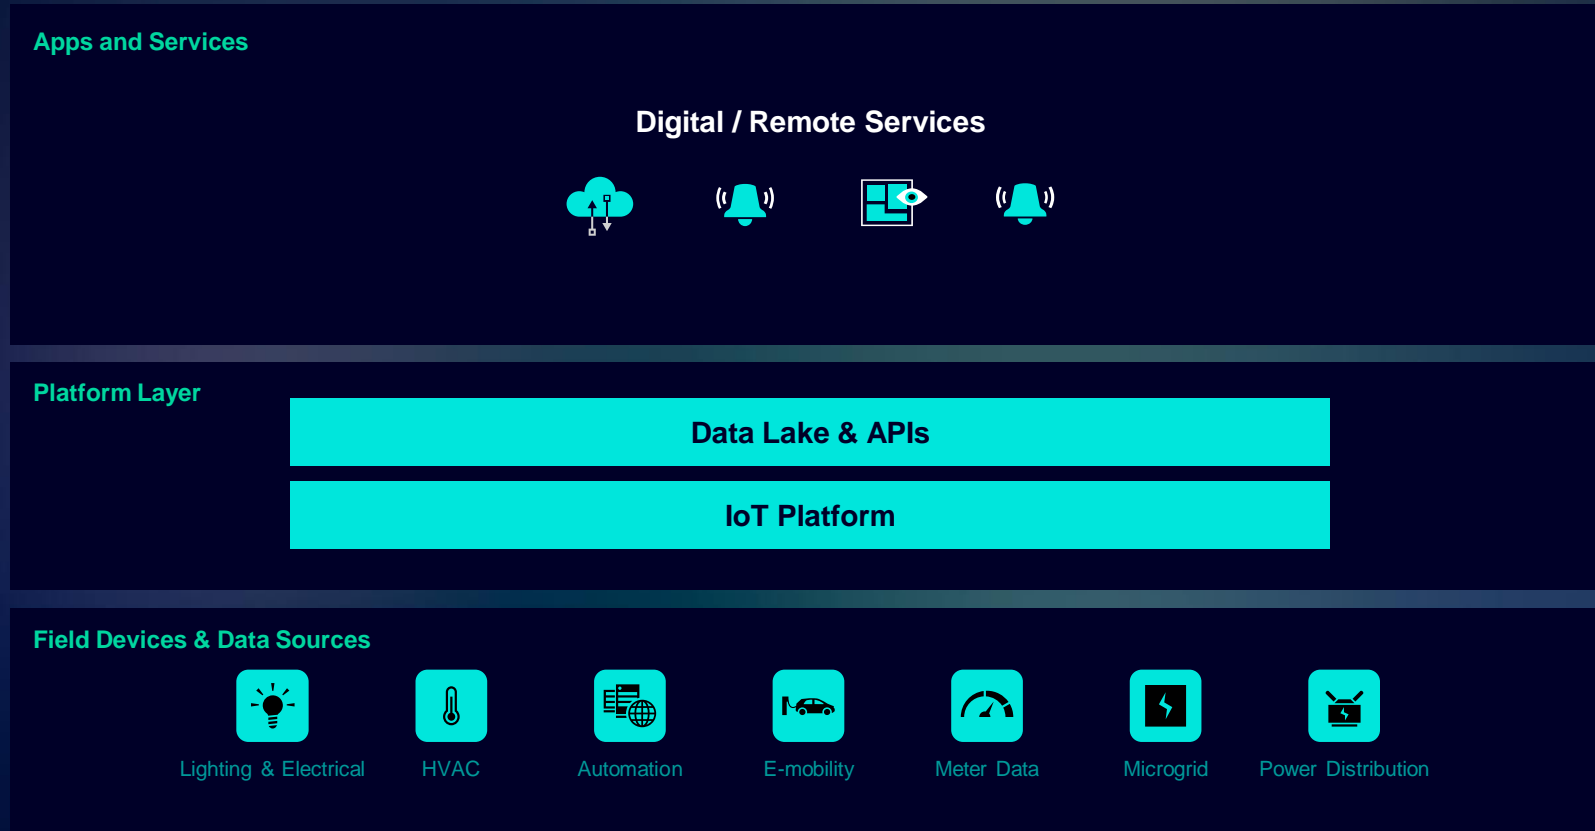 Apps and Services
Digital / Remote Services
Platform Layer
Data Lake & APIs
IoT Platform
Field Devices & Data Sources
Lighting & Electrical
HVAC
Automation
E-mobility
Meter Data
Microgrid
Power Distribution